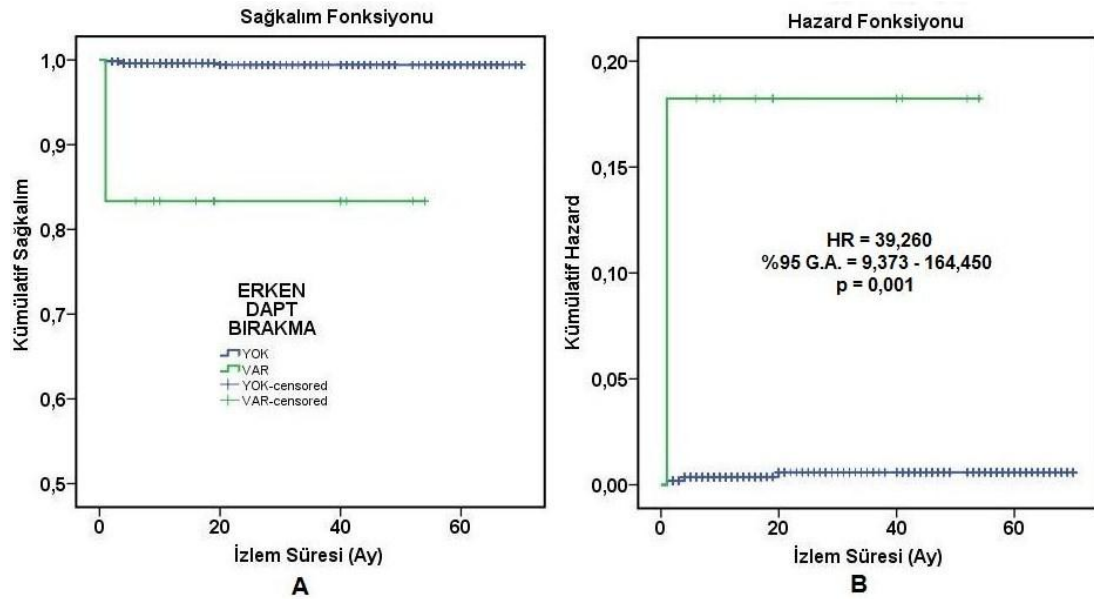 Sağkalım Fonksiyonu
1,0
0,9
0,8
0,7
0,6
0,5
Kümülatif Sağkalım
ERKEN
DAPT
BIRAKMA
YOK
VAR
YOK-censored
VAR-censored
0 20 40 60
İzlem Süresi (Ay)
A
Hazard Fonksiyonu
0,20
0,15
0,10
0,05
0,00
Kümülatif Hazard
HR = 39,260
%95 G.A. = 9,373 - 164,450
p = 0,001
0 20 40 60
İzlem Süresi (Ay)
B